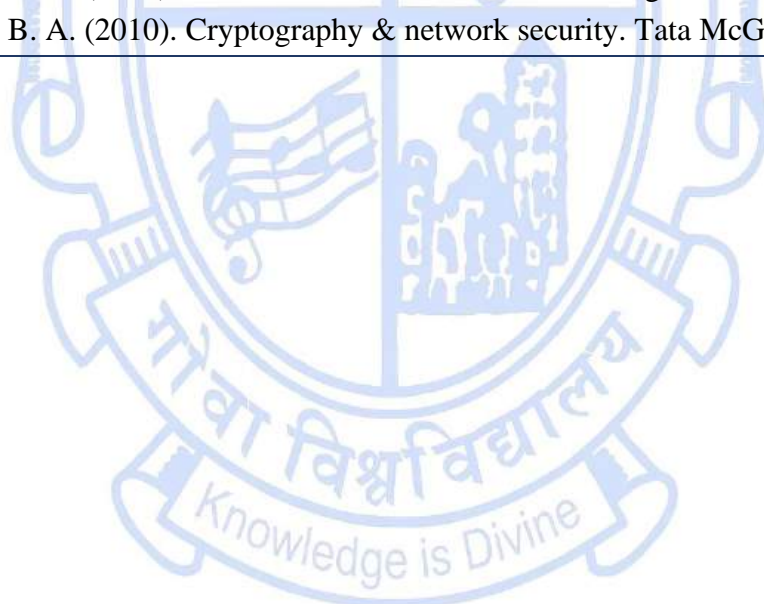 B. A. (2010). Cryptography & network security. Tata McG
गोंवा विश्वविद्यालय
Knowledge is Divine